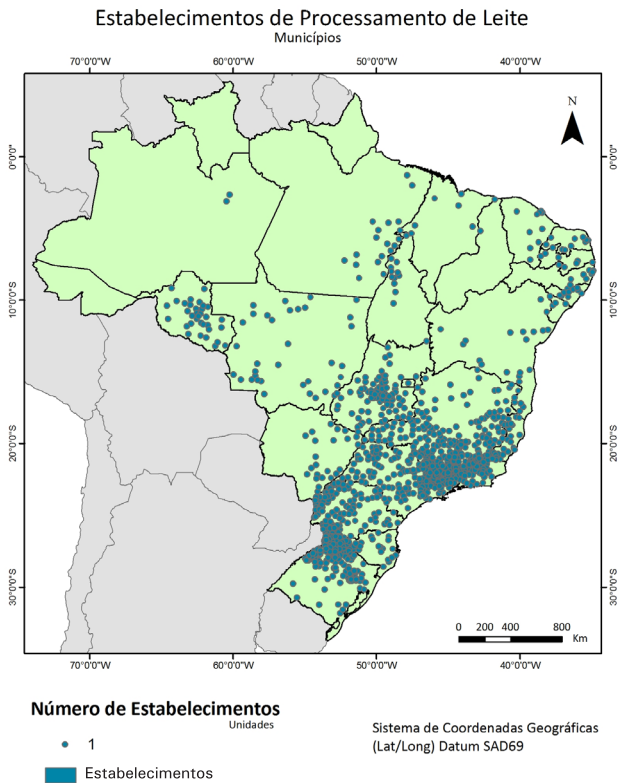 Estabelecimentos de Processamento de Leite
Municípios
70°0'0"W 60°0'0"W 50°0'0"W 40°0'0"W
N
0°0'0" 0°0'0"
10°0'0"S 10°0'0"S
20°0'0"S 20°0'0"S
30°0'0"S 30°0'0"S
0 200 400 800
Km
70°0'0"W 60°0'0"W 50°0'0"W 40°0'0"W
Número de Estabelecimentos
Unidades
1
Estabelecimentos
Sistema de Coordenadas Geográficas
(Lat/Long) Datum SAD69